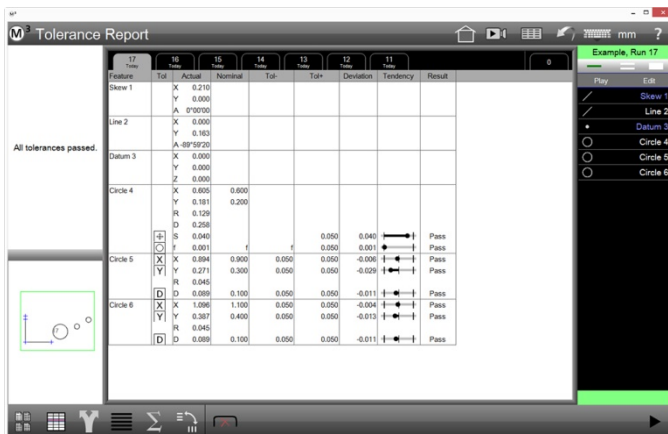 M³
M³ Tolerance Report mm ?
17 Today 16 Today 15 Today 14 Today 13 Today 12 Today 11 Today 0
Example, Run 17
Play Edit
Skew 1
Line 2
Datum 3
Circle 4
Circle 5
Circle 6
All tolerances passed.
Feature Tol Actual Nominal Tol- Tol+ Deviation Tendency Result
Skew 1 X 0.210
Y 0.000
A 0°00'00
Line 2 X 0.000
Y 0.163
A -89°59'20
Datum 3 X 0.000
Y 0.000
Z 0.000
Circle 4 X 0.605 0.600
Y 0.181 0.200
R 0.129
D 0.258
S 0.040 0.050 0.040 Pass
f 0.001 f f 0.050 0.001 Pass
Circle 5 X X 0.894 0.900 0.050 0.050 -0.006 Pass
Y Y 0.271 0.300 0.050 0.050 -0.029 Pass
R 0.045
D D 0.089 0.100 0.050 0.050 -0.011 Pass
Circle 6 X X 1.096 1.100 0.050 0.050 -0.004 Pass
Y Y 0.387 0.400 0.050 0.050 -0.013 Pass
R 0.045
D D 0.089 0.100 0.050 0.050 -0.011 Pass